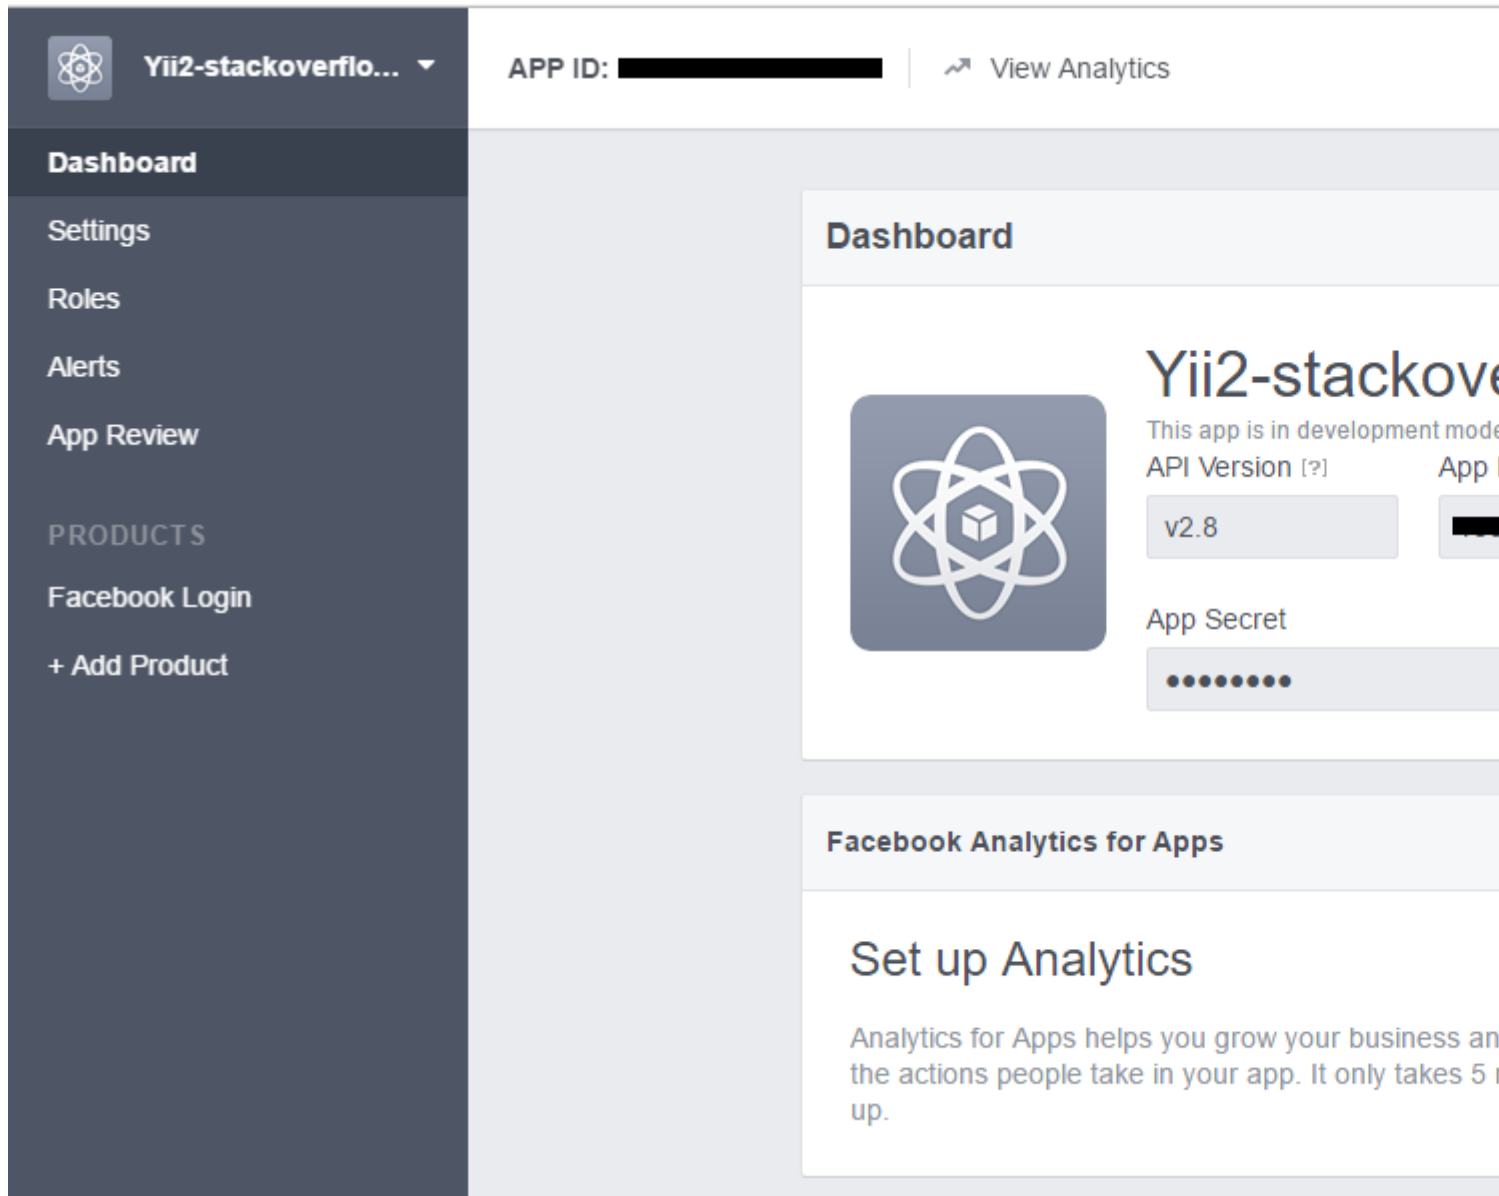 Yii2-stackoverflo...
APP ID:
View Analytics
Dashboard
Settings
Roles
Alerts
App Review
PRODUCTS
Facebook Login
+ Add Product
Dashboard
Yii2-stackove
This app is in development mode
API Version [?]
App
v2.8
App Secret
••••••••
Facebook Analytics for Apps
Set up Analytics
Analytics for Apps helps you grow your business an
the actions people take in your app. It only takes 5
up.